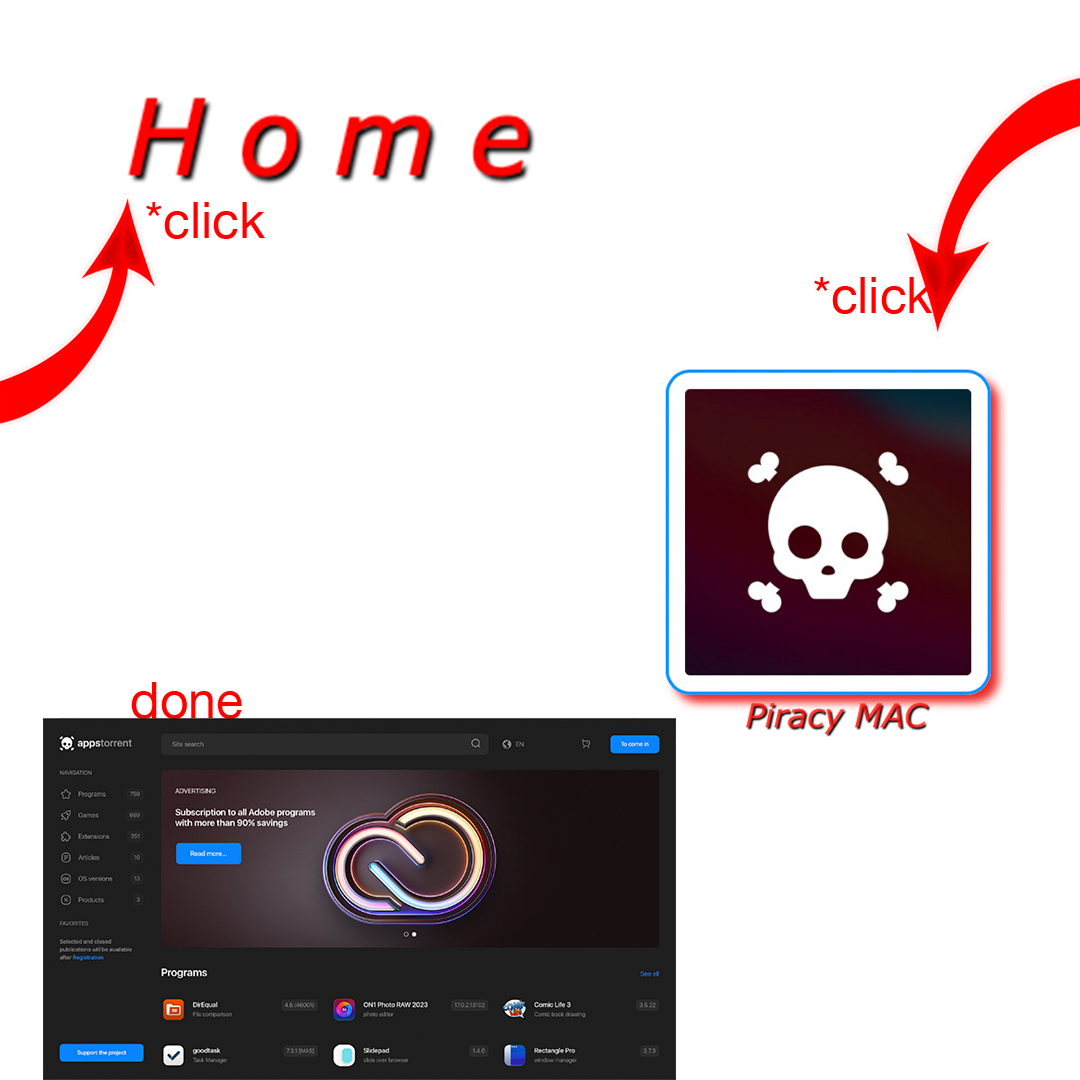 Home
*click
*click
Piracy MAC
done
appstorrent
Site search
EN
To come in
NAVIGATION
Programs 759
Games 660
Extensions 351
Articles 10
OS versions 13
Products 3
FAVORITES
Selected and closed
publications will be available
after Registration
Support the project
ADVERTISING
Subscription to all Adobe programs
with more than 90% savings
Read more...
Programs
See all
DirEqual 4.6 (46001)
File comparison
ON1 Photo RAW 2023 17.0.2.13102
photo editor
Comic Life 3 3.5.22
Comic book drawing
goodtask 7.3.1 [MAS]
Task Manager
Slidepad 1.4.0
slide over browser
Rectangle Pro 2.7.3
window manager